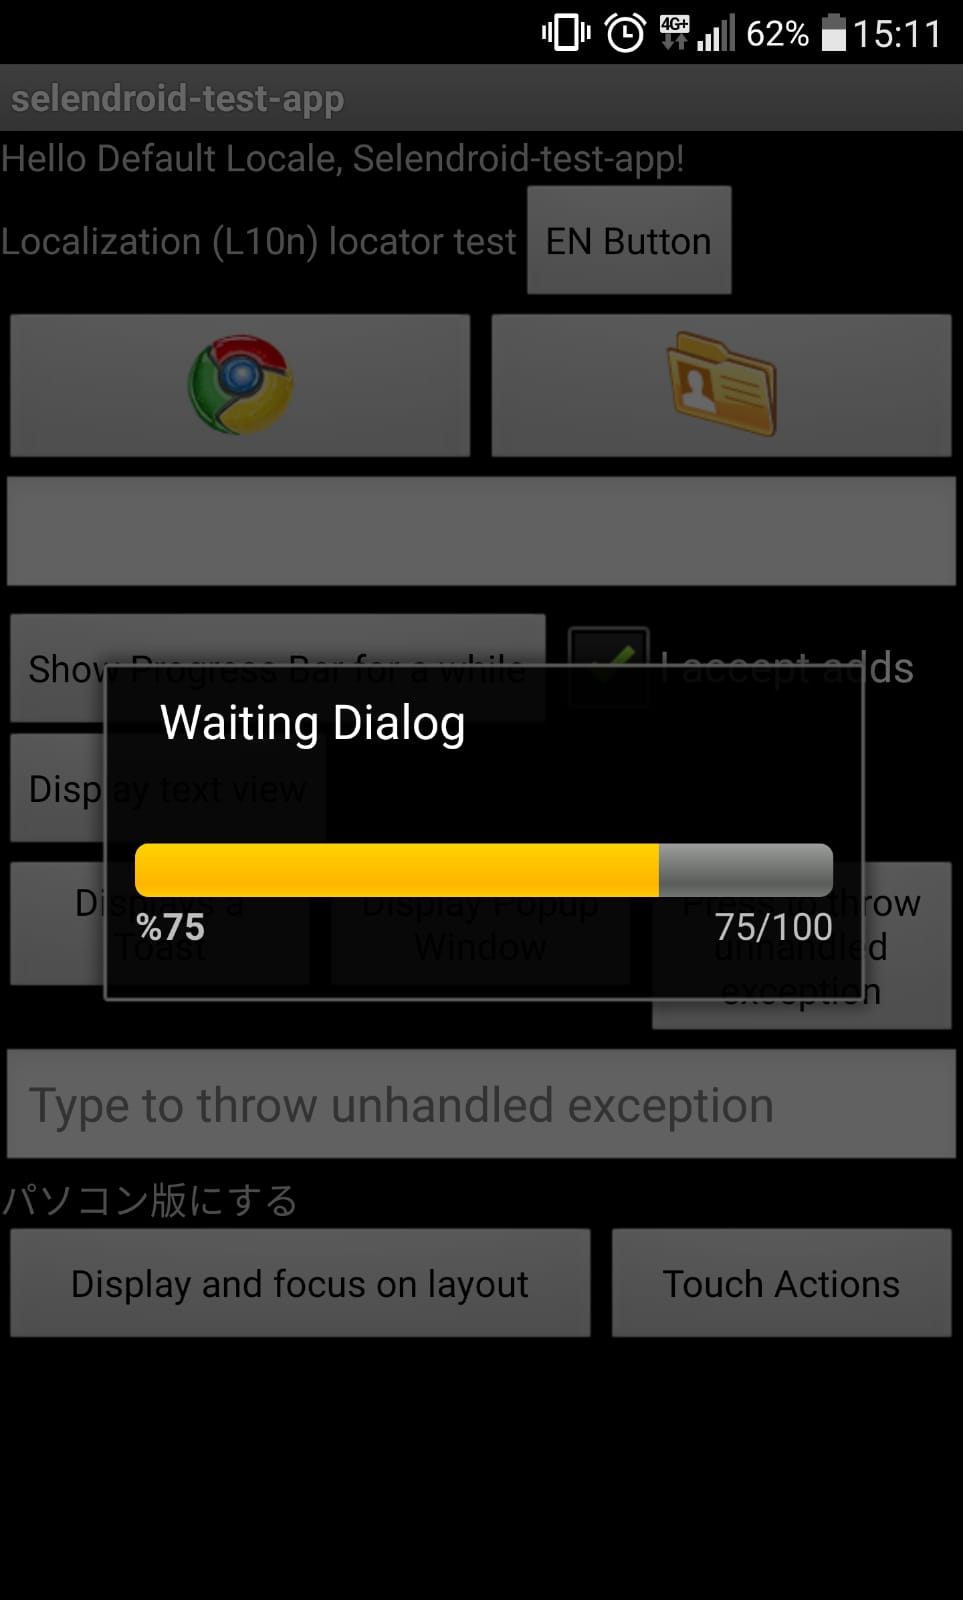 4G+ 62% 15:11
selendroid-test-app
Hello Default Locale, Selendroid-test-app!
Localization (L10n) locator test EN Button
Show Progress Bar for a while I accept adds
Waiting Dialog
Display text view
Displays a Toast
Display Popup Window
Press to throw unhandled exception
%75 75/100
Type to throw unhandled exception
パソコン版にする
Display and focus on layout Touch Actions